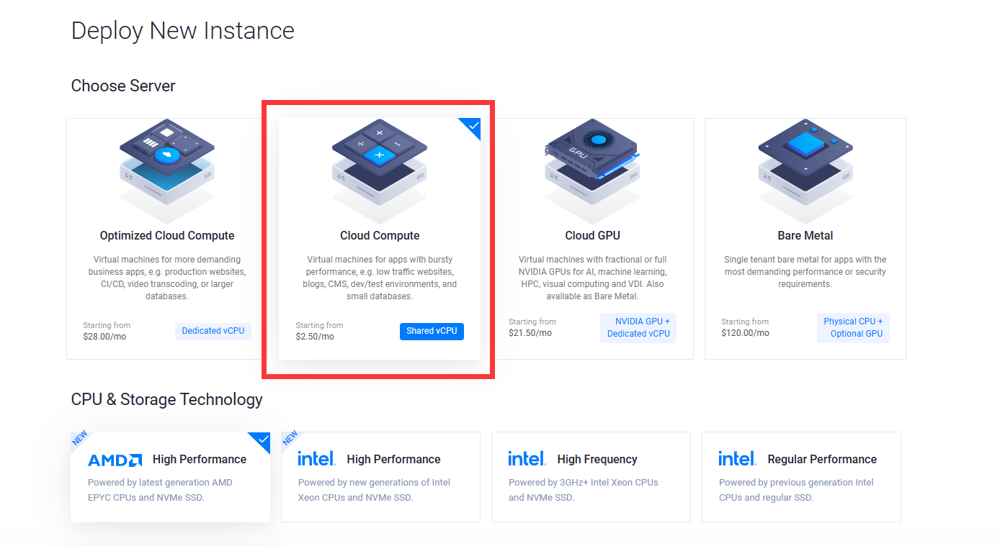 Deploy New Instance
Choose Server
GPU
Optimized Cloud Compute
Virtual machines for more demanding
business apps, e.g. production websites,
CI/CD, video transcoding, or larger
databases.
Starting from
$28.00/mo
Dedicated vCPU
Cloud Compute
Virtual machines for apps with bursty
performance, e.g. low traffic websites,
blogs, CMS, dev/test environments, and
small databases.
Starting from
$2.50/mo
Shared vCPU
Cloud GPU
Virtual machines with fractional or full
NVIDIA GPUs for AI, machine learning,
HPC, visual computing and VDI. Also
available as Bare Metal.
Starting from
$21.50/mo
NVIDIA GPU +
Dedicated vCPU
Bare Metal
Single tenant bare metal for apps with the
most demanding performance or security
requirements.
Starting from
$120.00/mo
Physical CPU +
Optional GPU
CPU & Storage Technology
NEW
AMD High Performance
Powered by latest generation AMD
EPYC CPUs and NVMe SSD.
NEW
intel. High Performance
Powered by new generations of Intel
Xeon CPUs and NVMe SSD.
intel. High Frequency
Powered by 3GHz+ Intel Xeon CPUs
and NVMe SSD.
intel. Regular Performance
Powered by previous generation Intel
CPUs and regular SSD.